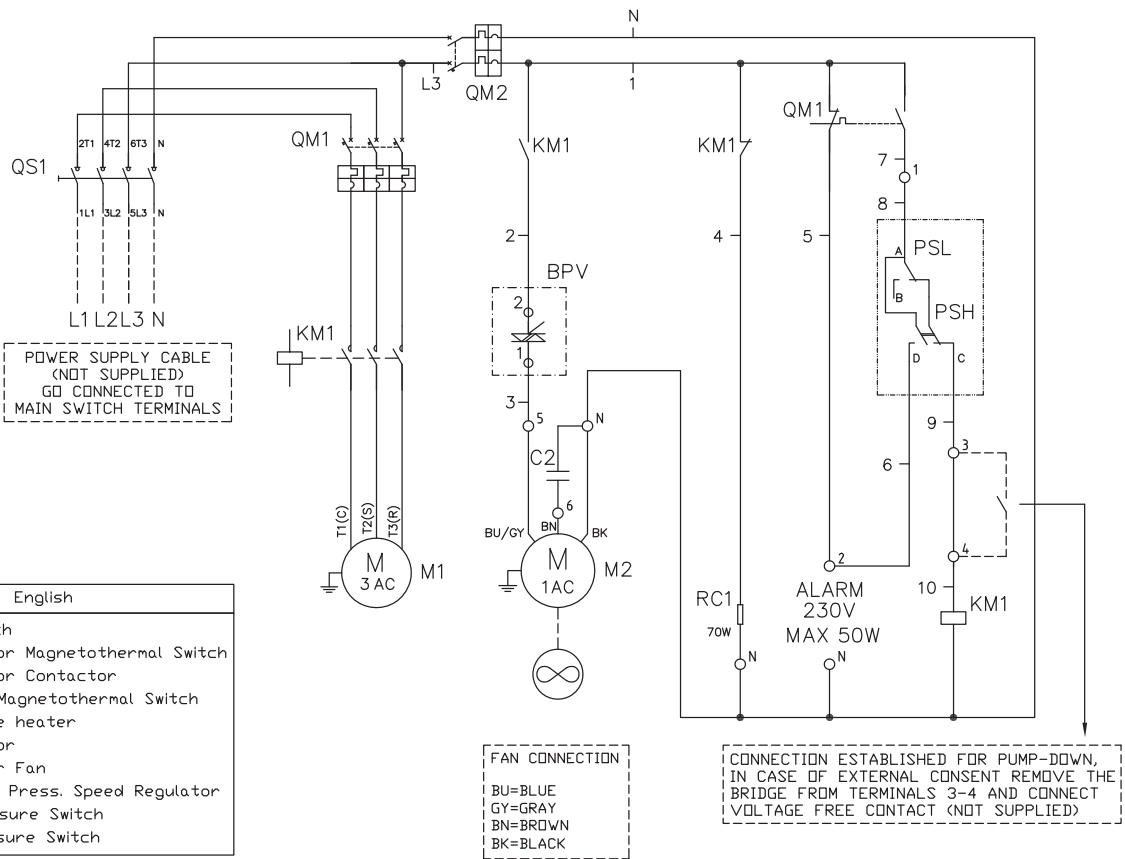 N
L3
QM2
1
QS1
2T1 4T2 6T3 N
1L1 3L2 5L3 N
L1 L2 L3 N
POWER SUPPLY CABLE
(NOT SUPPLIED)
GO CONNECTED TO
MAIN SWITCH TERMINALS
QM1
KM1
T1(C) T2(S) T3(R)
M
3 AC
M1
KM1
2
BPV
2
1
3
5
N
C2
6
BU/GY
BN
BK
M
1AC
M2
KM1
4
RC1
70W
N
QM1
5
2
ALARM
230V
MAX 50W
N
7
1
8
A
PSL
B
PSH
D
C
9
3
6
4
10
KM1
English
th
or Magnetothermal Switch
or Contactor
Magnetothermal Switch
e heater
or
r Fan
Press. Speed Regulator
sure Switch
sure Switch
FAN CONNECTION
BU=BLUE
GY=GRAY
BN=BROWN
BK=BLACK
CONNECTION ESTABLISHED FOR PUMP-DOWN,
IN CASE OF EXTERNAL CONSENT REMOVE THE
BRIDGE FROM TERMINALS 3-4 AND CONNECT
VOLTAGE FREE CONTACT (NOT SUPPLIED)